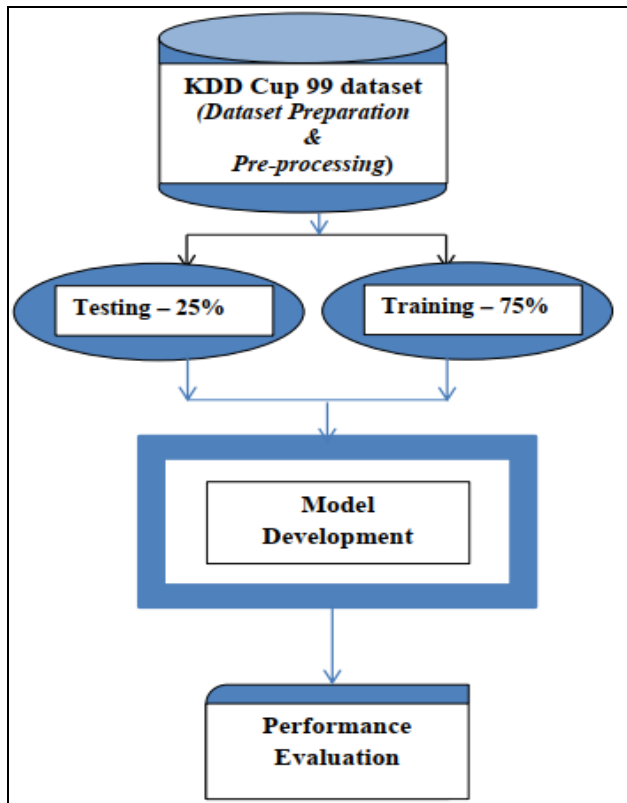 KDD Cup 99 dataset
(Dataset Preparation
&
Pre-processing)
Testing – 25%
Training – 75%
Model
Development
Performance
Evaluation